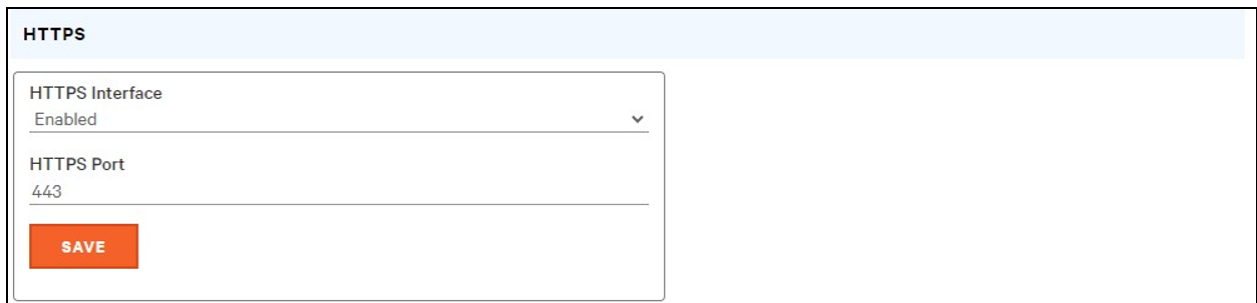 HTTPS
HTTPS Interface
Enabled
HTTPS Port
443
SAVE